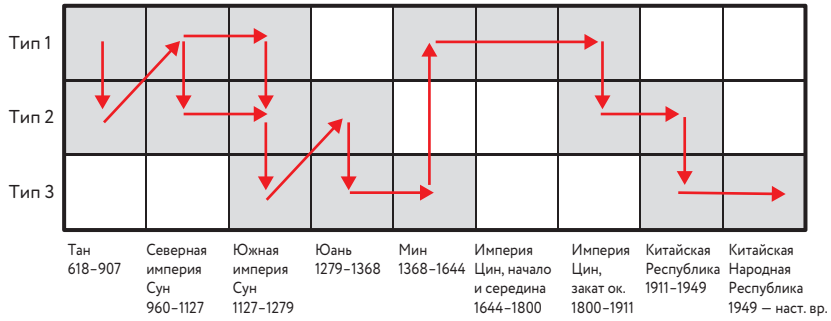 Тип 1
Тип 2
Тип 3
Тан
618–907
Северная
империя
Сун
960–1127
Южная
империя
Сун
1127–1279
Юань
1279–1368
Мин
1368–1644
Империя
Цин, начало
и середина
1644–1800
Империя
Цин,
закат ок.
1800–1911
Китайская
Республика
1911–1949
Китайская
Народная
Республика
1949 — наст. вр.